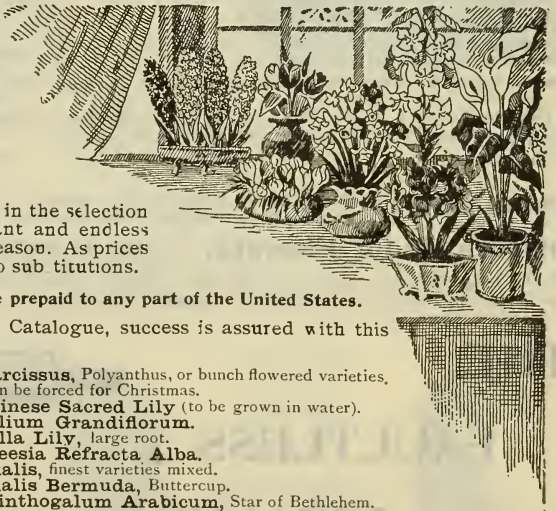 in the selection
nt and endless
eason. As prices
o sub titutions.
e prepaid to any part of the United States.
Catalogue, success is assured with this
rcissus, Polyanthus, or bunch flowered varieties,
n be forced for Christmas.
inese Sacred Lily (to be grown in water).
lium Grandiflorum.
lla Lily, large root.
eesia Refracta Alba.
alis, finest varieties mixed.
alis Bermuda, Buttercup.
inthogalum Arabicum, Star of Bethlehem.